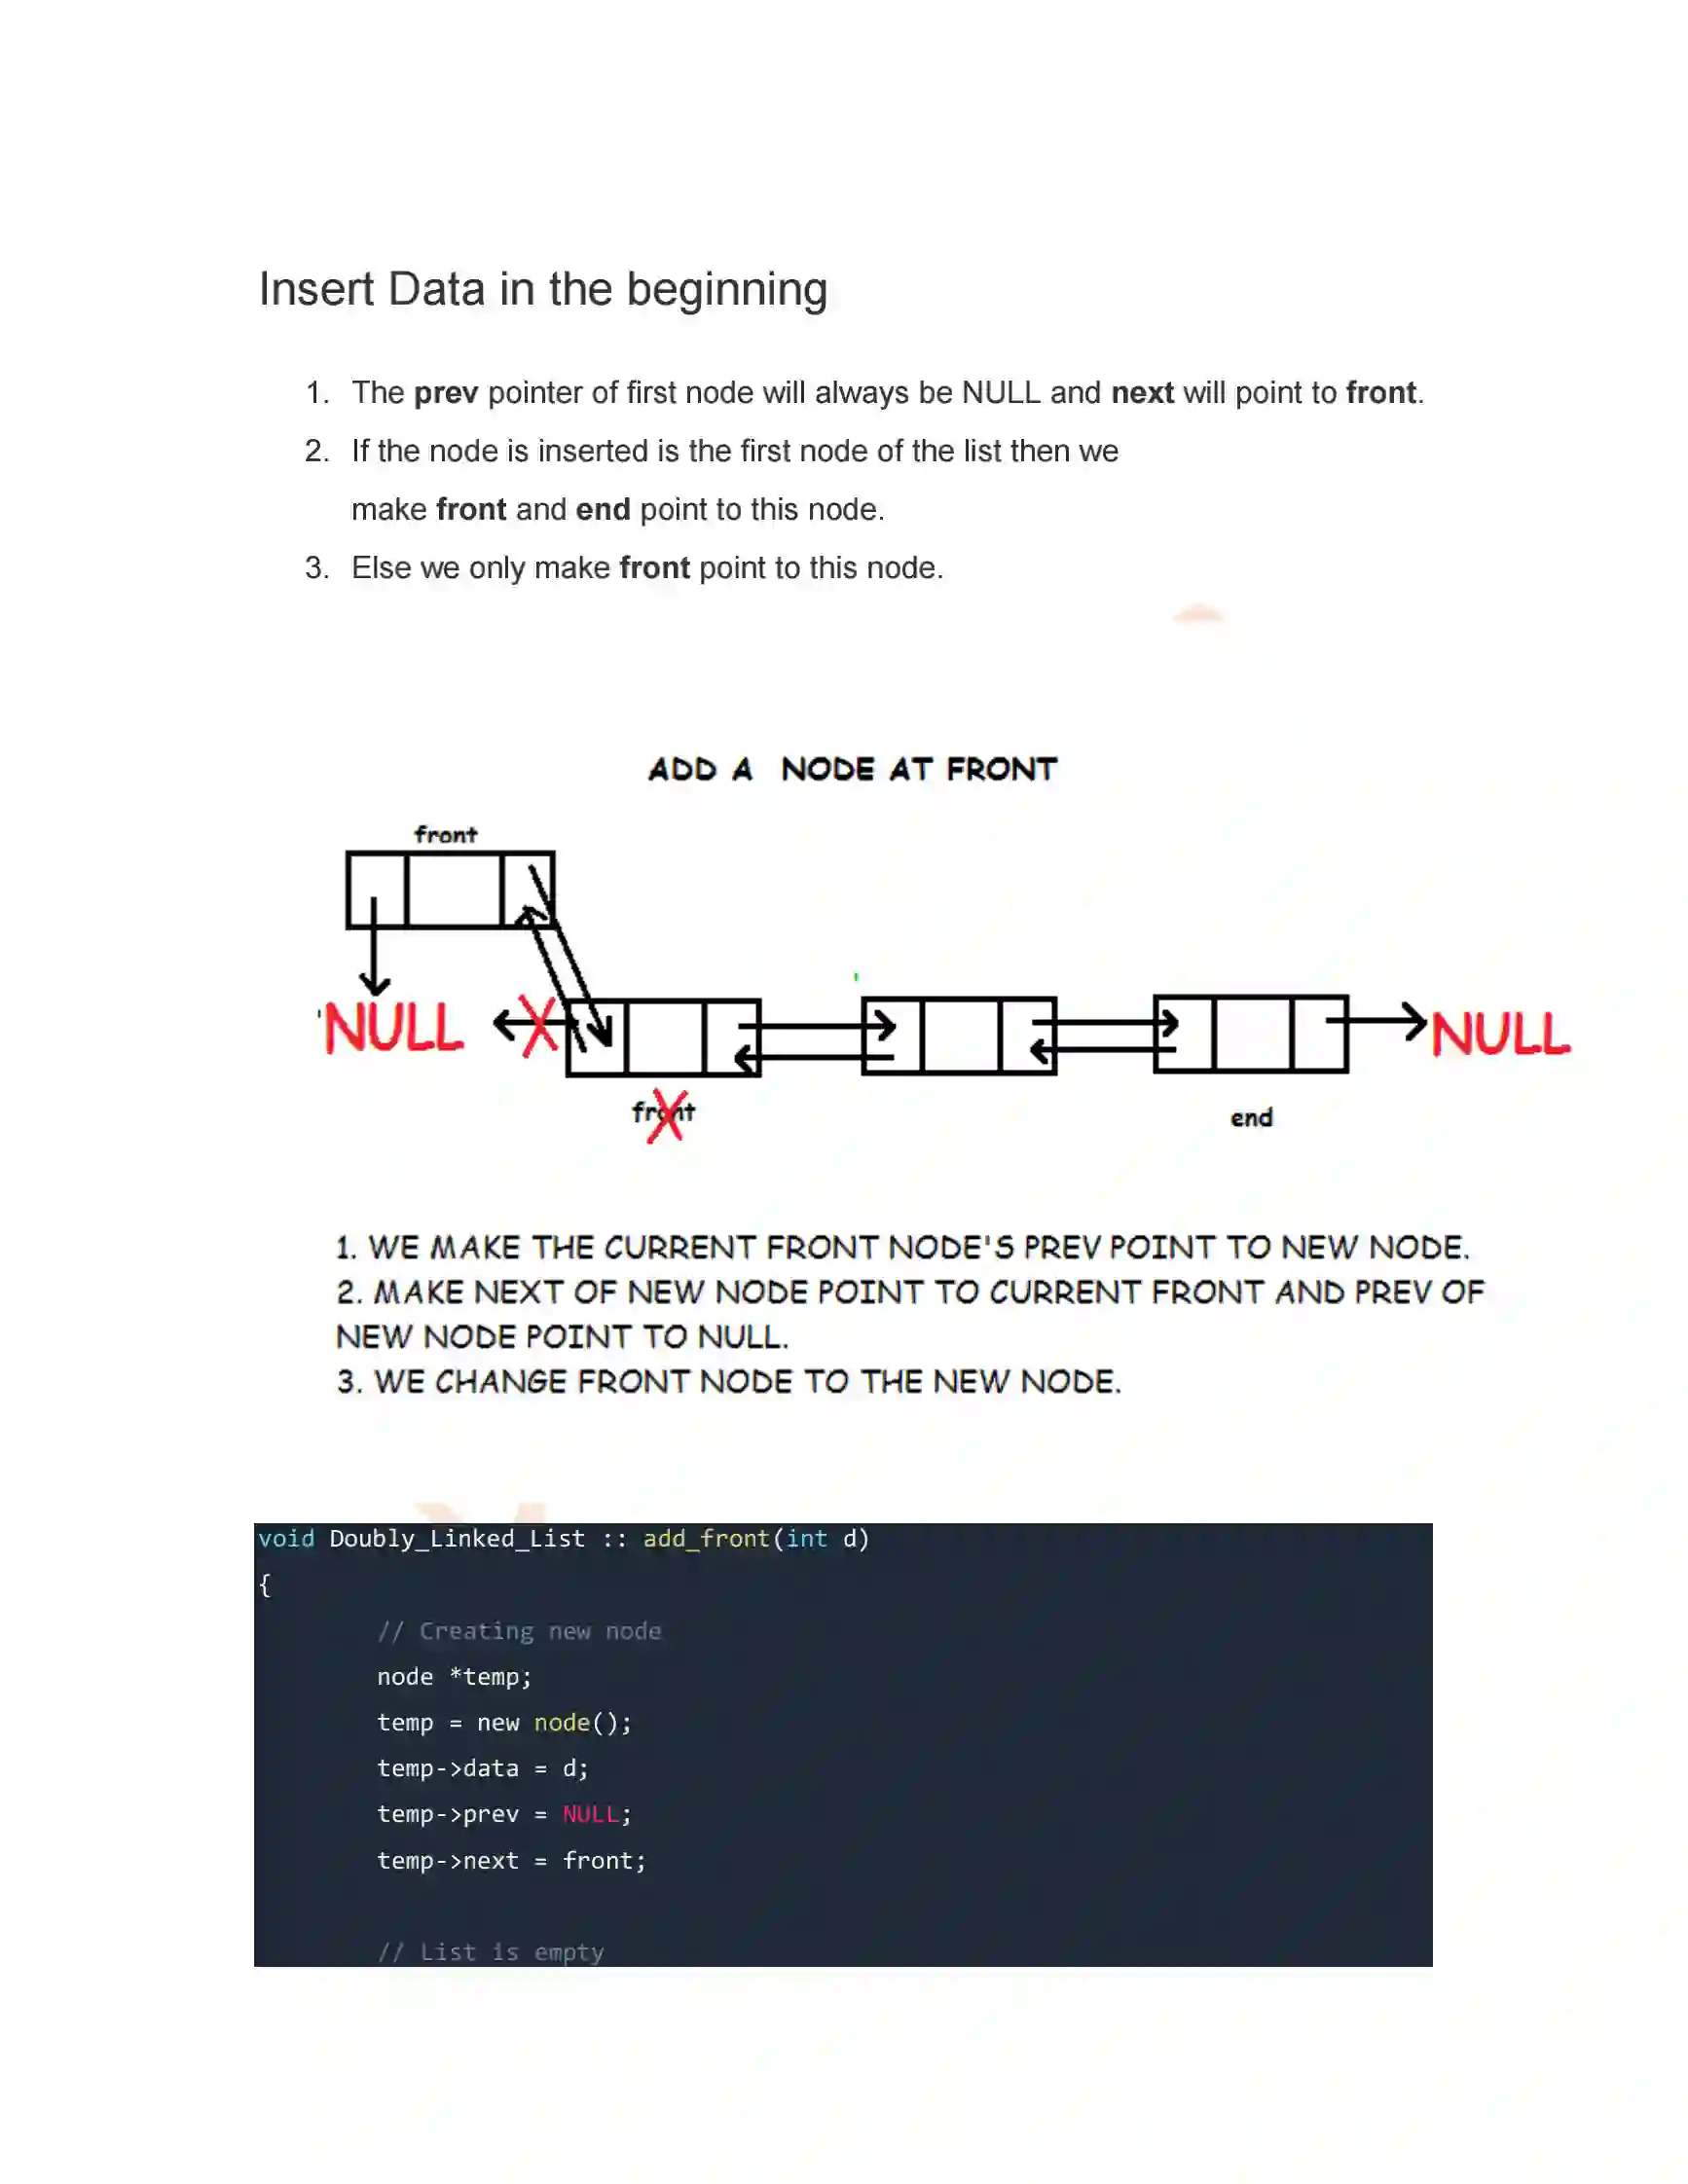 Insert Data in the beginning
1. The prev pointer of first node will always be NULL and next will point to front.
2. If the node is inserted is the first node of the list then we
make front and end point to this node.
3. Else we only make front point to this node.
ADD A NODE AT FRONT
front
NULL
NULL
front
end
1. WE MAKE THE CURRENT FRONT NODE'S PREV POINT TO NEW NODE.
2. MAKE NEXT OF NEW NODE POINT TO CURRENT FRONT AND PREV OF
NEW NODE POINT TO NULL.
3. WE CHANGE FRONT NODE TO THE NEW NODE.
void Doubly_Linked_List :: add_front(int d)
{
// Creating new node
node *temp;
temp = new node();
temp->data = d;
temp->prev = NULL;
temp->next = front;
// List is empty